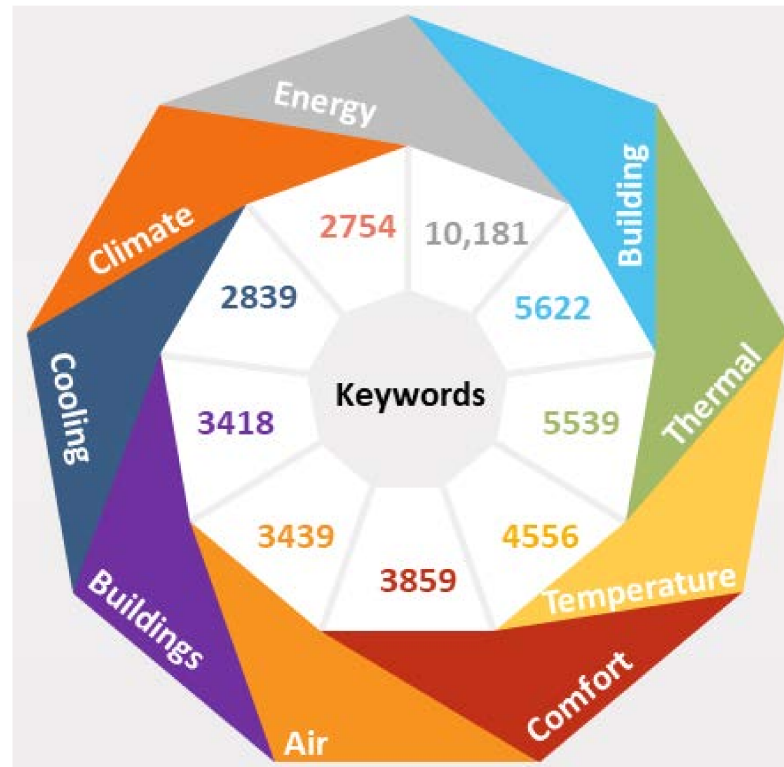 Energy
Building
Thermal
Temperature
Comfort
Air
Buildings
Cooling
Climate
10,181
5622
5539
4556
3859
3439
3418
2839
2754
Keywords